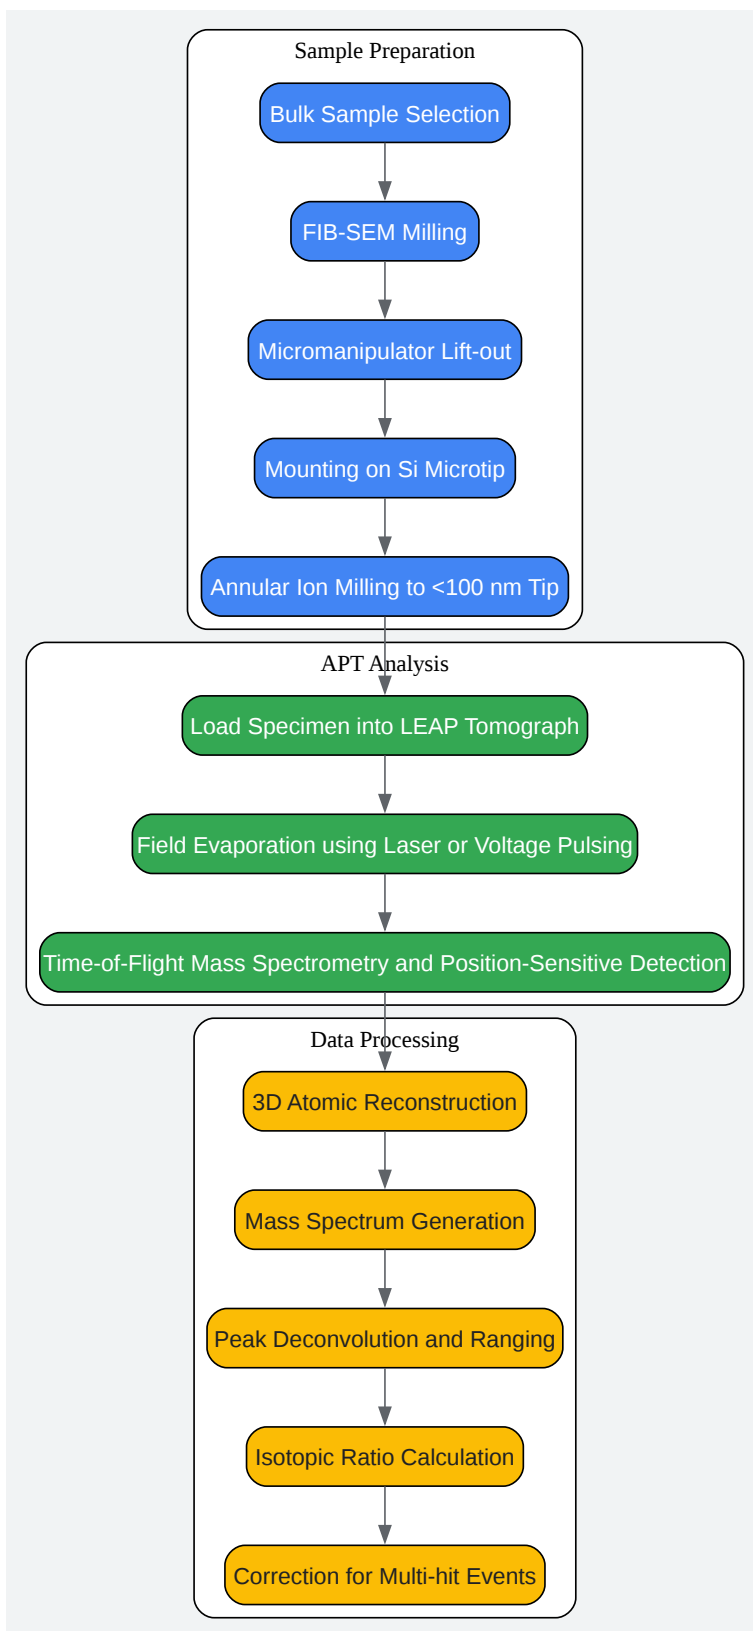 Sample Preparation
Bulk Sample Selection
FIB-SEM Milling
Micromanipulator Lift-out
Mounting on Si Microtip
Annular Ion Milling to <100 nm Tip
APT Analysis
Load Specimen into LEAP Tomograph
Field Evaporation using Laser or Voltage Pulsing
Time-of-Flight Mass Spectrometry and Position-Sensitive Detection
Data Processing
3D Atomic Reconstruction
Mass Spectrum Generation
Peak Deconvolution and Ranging
Isotopic Ratio Calculation
Correction for Multi-hit Events